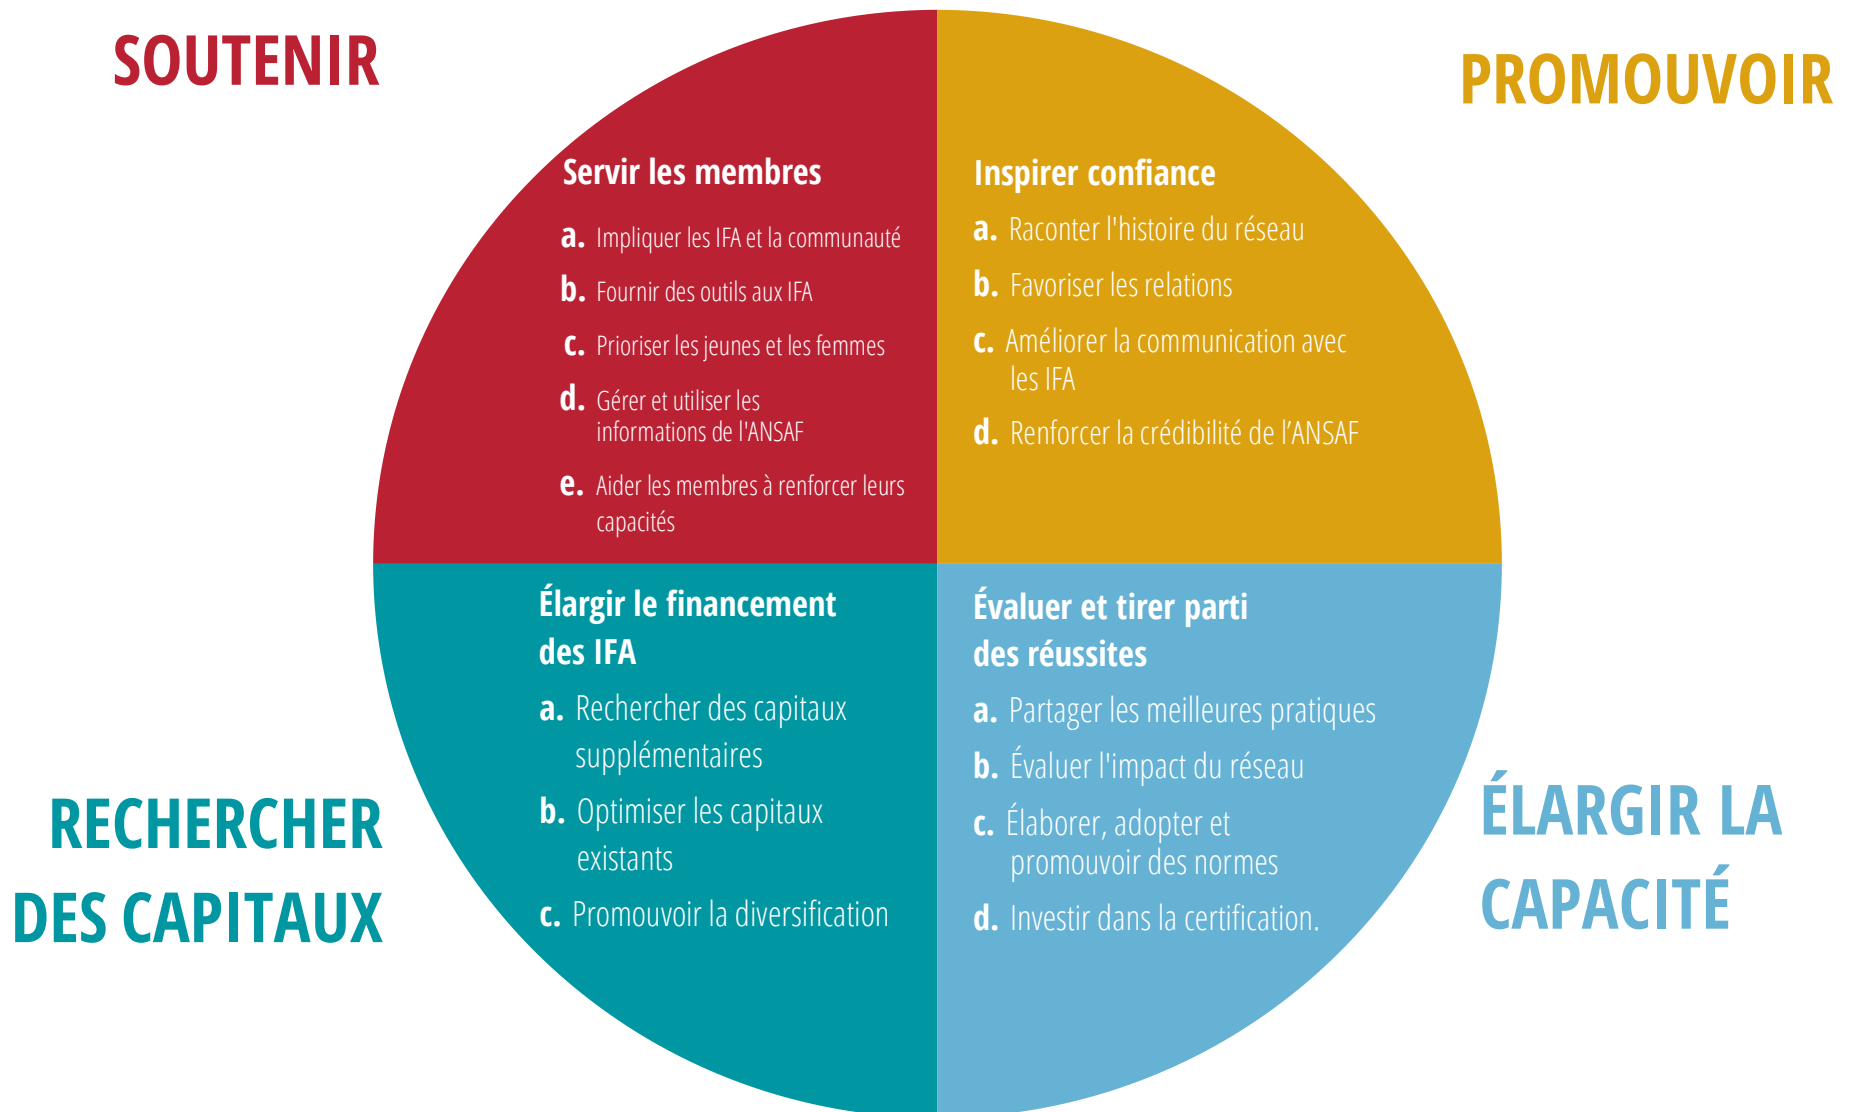 SOUTENIR
Servir les membres
a. Impliquer les IFA et la communauté
b. Fournir des outils aux IFA
c. Prioriser les jeunes et les femmes
d. Gérer et utiliser les
informations de l'ANSAF
e. Aider les membres à renforcer leurs
capacités
PROMOUVOIR
Inspirer confiance
a. Raconter l'histoire du réseau
b. Favoriser les relations
c. Améliorer la communication avec
les IFA
d. Renforcer la crédibilité de l’ANSAF
RECHERCHER
DES CAPITAUX
Élargir le financement
des IFA
a. Rechercher des capitaux
supplémentaires
b. Optimiser les capitaux
existants
c. Promouvoir la diversification
ÉLARGIR LA
CAPACITÉ
Évaluer et tirer parti
des réussites
a. Partager les meilleures pratiques
b. Évaluer l'impact du réseau
c. Élaborer, adopter et
promouvoir des normes
d. Investir dans la certification.